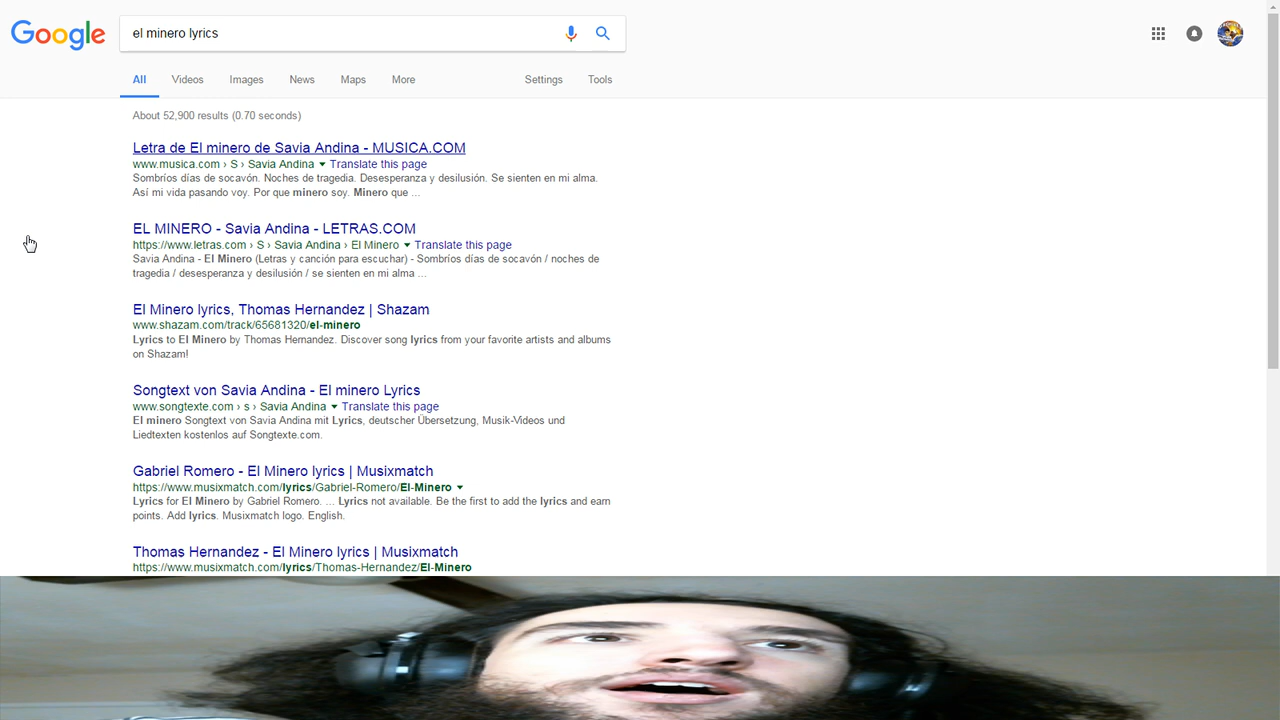 Google
el minero lyrics
All Videos Images News Maps More Settings Tools
About 52,900 results (0.70 seconds)
Letra de El minero de Savia Andina - MUSICA.COM
www.musica.com › S › Savia Andina ▼ Translate this page
Sombríos días de socavón. Noches de tragedia. Desesperanza y desilusión. Se sienten en mi alma.
Así mi vida pasando voy. Por que minero soy. Minero que ...
EL MINERO - Savia Andina - LETRAS.COM
https://www.letras.com › S › Savia Andina › El Minero ▼ Translate this page
Savia Andina - El Minero (Letras y canción para escuchar) - Sombríos días de socavón / noches de
tragedia / desesperanza y desilusión / se sienten en mi alma ...
El Minero lyrics, Thomas Hernandez | Shazam
www.shazam.com/track/65681320/el-minero
Lyrics to El Minero by Thomas Hernandez. Discover song lyrics from your favorite artists and albums
on Shazam!
Songtext von Savia Andina - El minero Lyrics
www.songtexte.com › s › Savia Andina ▼ Translate this page
El minero Songtext von Savia Andina mit Lyrics, deutscher Übersetzung, Musik-Videos und
Liedtexten kostenlos auf Songtexte.com.
Gabriel Romero - El Minero lyrics | Musixmatch
https://www.musixmatch.com/lyrics/Gabriel-Romero/El-Minero ▼
Lyrics for El Minero by Gabriel Romero. ... Lyrics not available. Be the first to add the lyrics and earn
points. Add lyrics. Musixmatch logo. English.
Thomas Hernandez - El Minero lyrics | Musixmatch
https://www.musixmatch.com/lyrics/Thomas-Hernandez/El-Minero